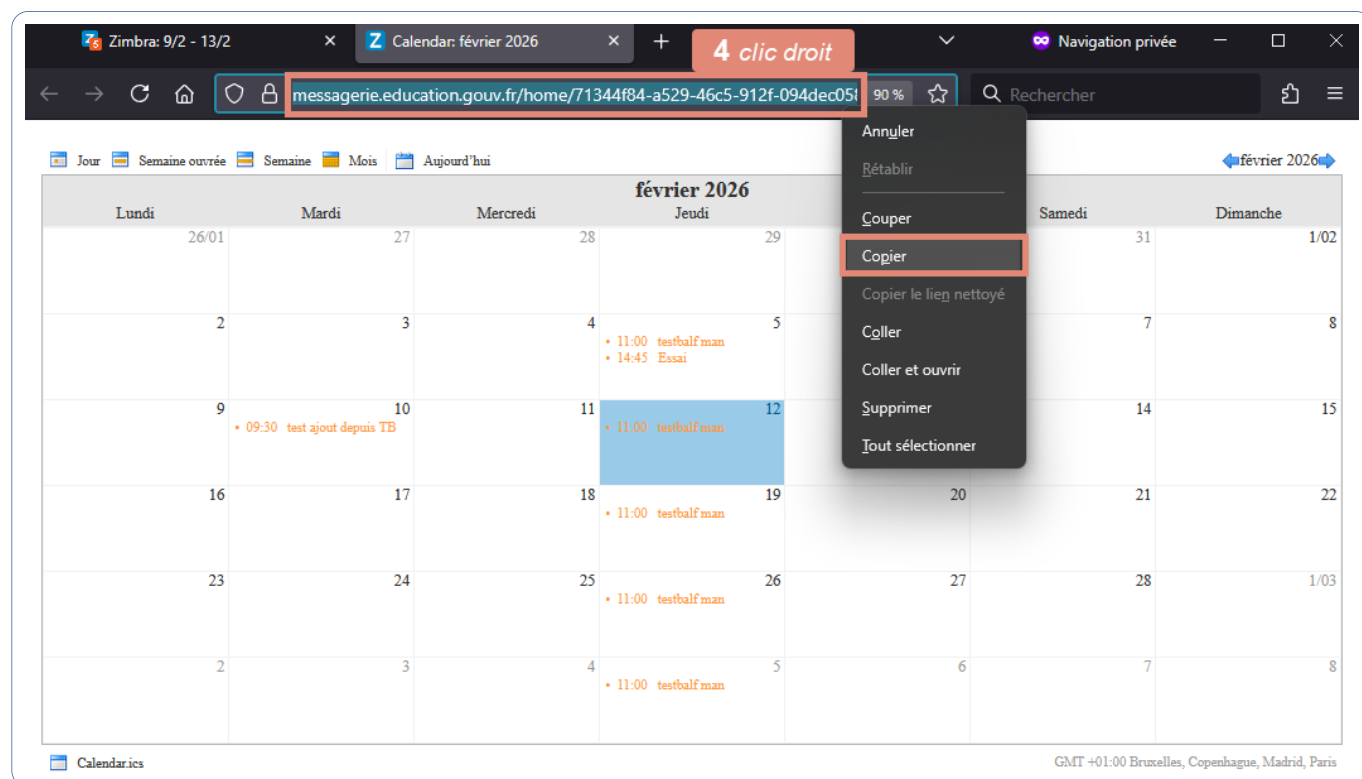 Zimbra: 9/2 - 13/2
Calendar: février 2026
4 clic droit
Navigation privée
messagerie.education.gouv.fr/home/71344f84-a529-46c5-912f-094dec058
90 %
Rechercher
Annuler
Rétablir
Couper
Copier
Copier le lien nettoyé
Coller
Coller et ouvrir
Supprimer
Tout sélectionner
Jour Semaine ouvrée Semaine Mois Aujourd'hui
février 2026
février 2026
Lundi Mardi Mercredi Jeudi Samedi Dimanche
26/01 27 28 29 31 1/02
2 3 4 5 7 8
• 11:00 testbalf man
• 14:45 Essai
9 10 11 12 14 15
• 09:30 test ajout depuis TB • 11:00 testbalf man
16 17 18 19 20 21 22
• 11:00 testbalf man
23 24 25 26 27 28 1/03
• 11:00 testbalf man
2 3 4 5 6 7 8
• 11:00 testbalf man
Calendar.ics
GMT +01:00 Bruxelles, Copenhague, Madrid, Paris